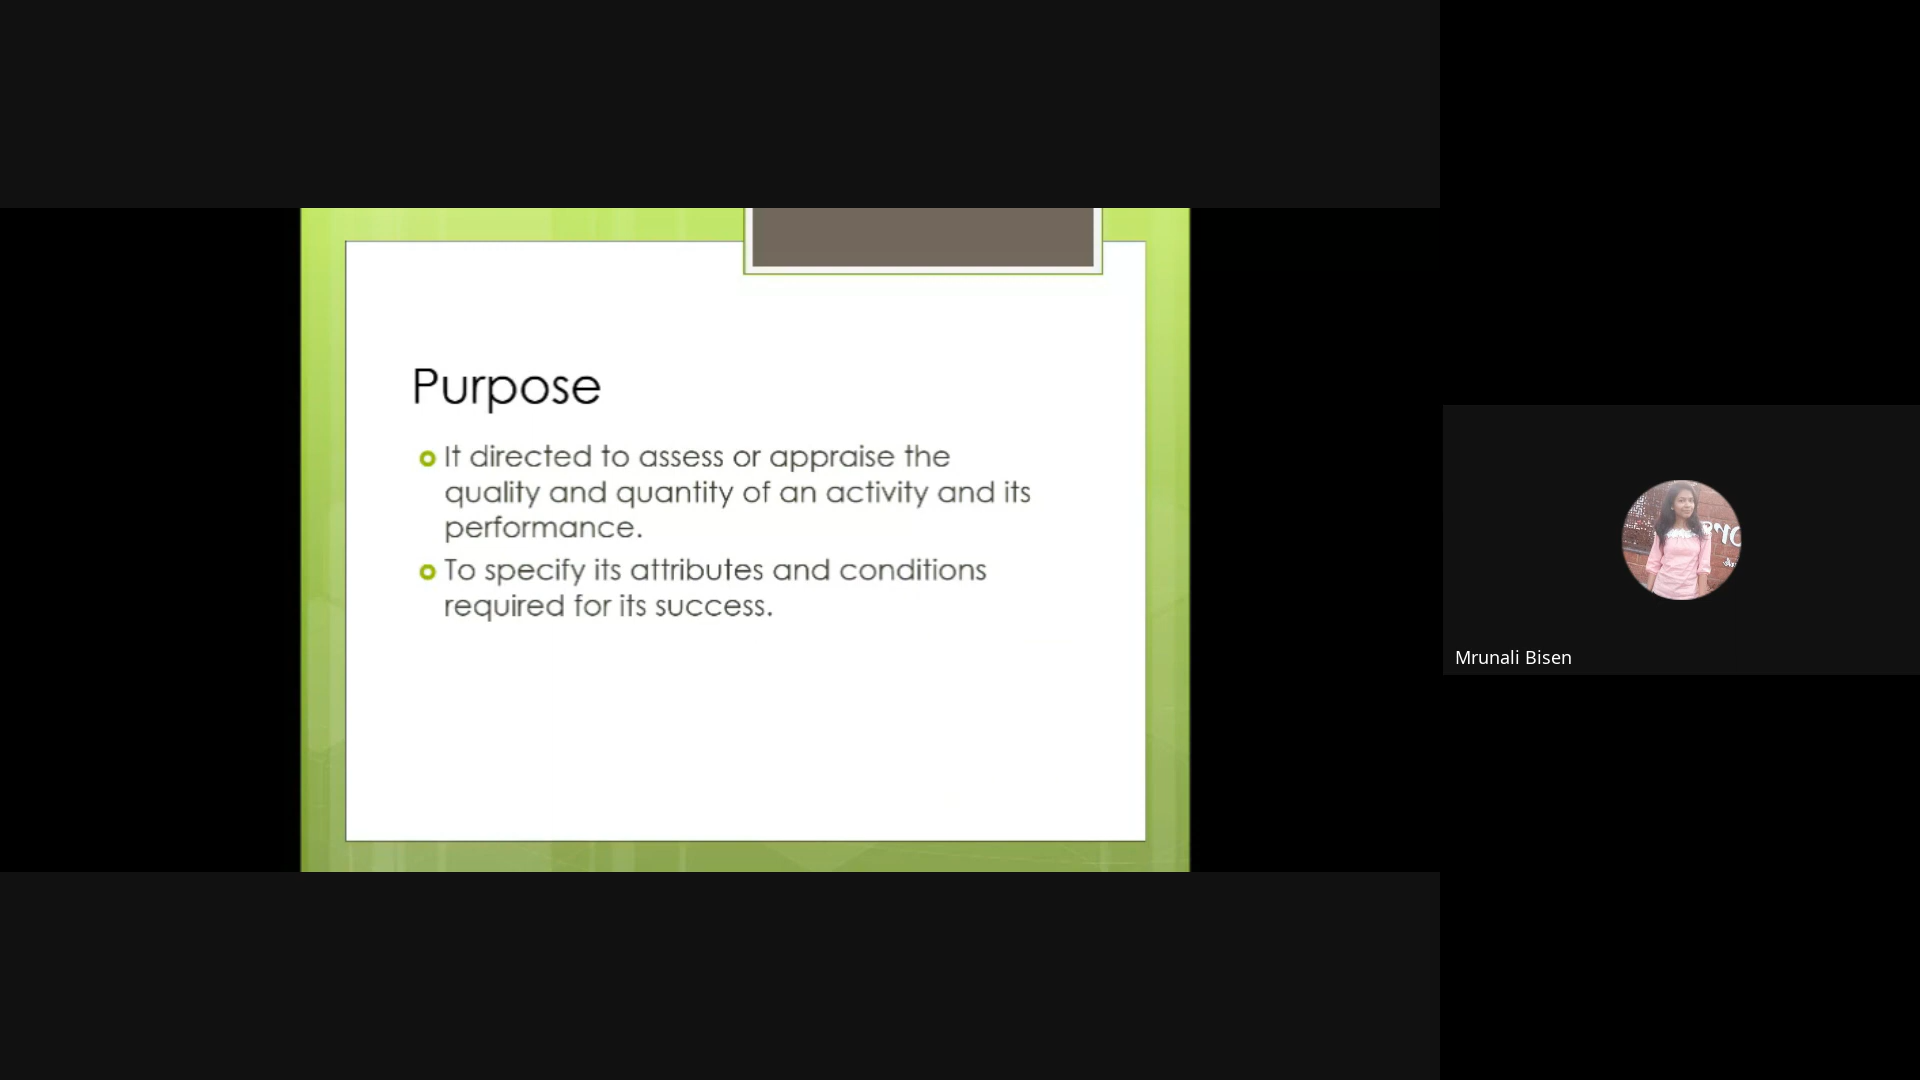 Purpose
It directed to assess or appraise the
quality and quantity of an activity and its
performance.
To specify its attributes and conditions
required for its success.
Mrunali Bisen